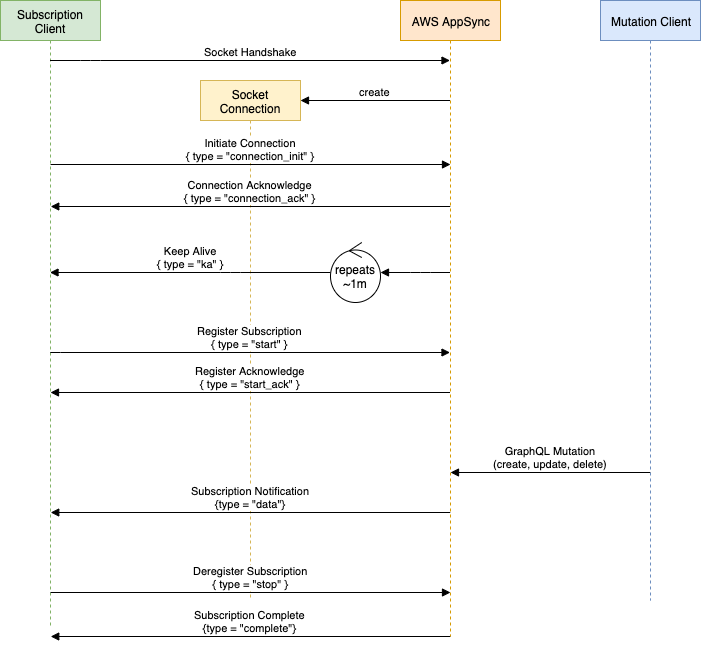 Subscription
Client
AWS AppSync
Mutation Client
Socket Handshake
Socket
Connection
create
Initiate Connection
{ type = "connection_init" }
Connection Acknowledge
{ type = "connection_ack" }
Keep Alive
{ type = "ka" }
repeats
~1m
Register Subscription
{ type = "start" }
Register Acknowledge
{ type = "start_ack" }
GraphQL Mutation
(create, update, delete)
Subscription Notification
{type = "data"}
Deregister Subscription
{ type = "stop" }
Subscription Complete
{type = "complete"}